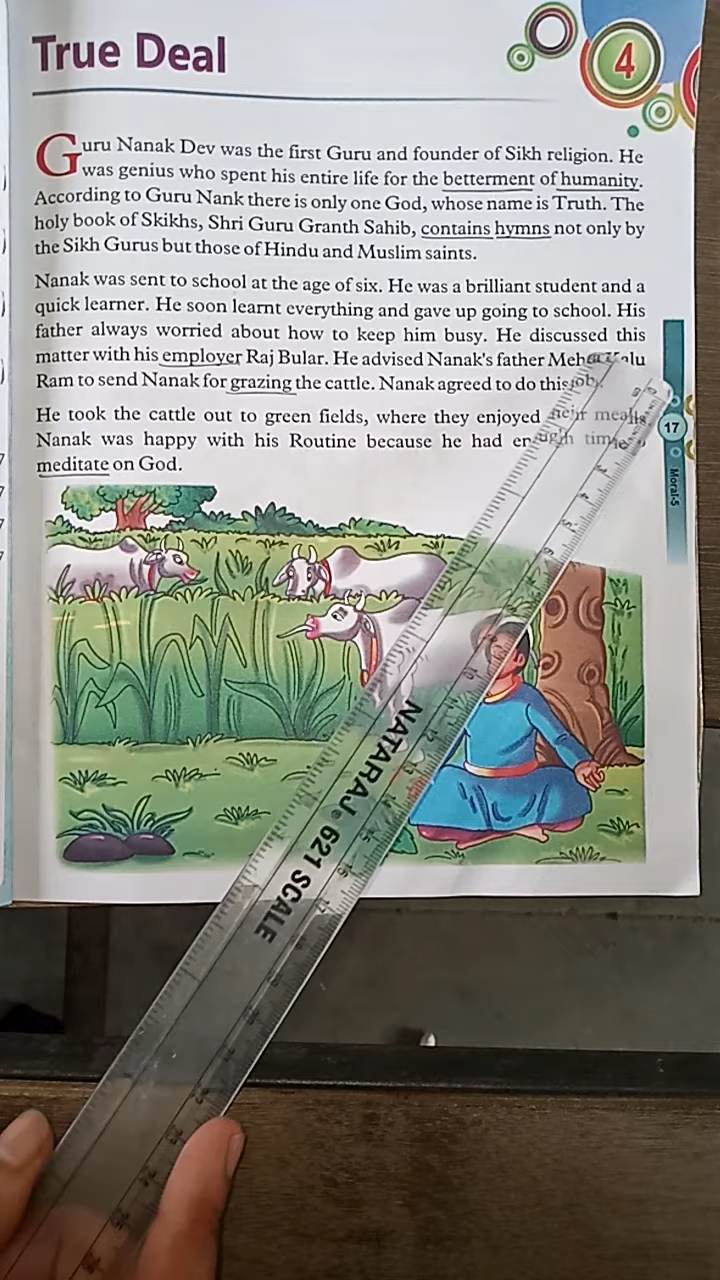 True Deal
4
Guru Nanak Dev was the first Guru and founder of Sikh religion. He
was genius who spent his entire life for the betterment of humanity.
According to Guru Nank there is only one God, whose name is Truth. The
holy book of Skikhs, Shri Guru Granth Sahib, contains hymns not only by
the Sikh Gurus but those of Hindu and Muslim saints.
Nanak was sent to school at the age of six. He was a brilliant student and a
quick learner. He soon learnt everything and gave up going to school. His
father always worried about how to keep him busy. He discussed this
matter with his employer Raj Bular. He advised Nanak's father Mehta Kalu
Ram to send Nanak for grazing the cattle. Nanak agreed to do this job.
He took the cattle out to green fields, where they enjoyed their meals.
Nanak was happy with his Routine because he had enough time
meditate on God.
17
Moral-5
NATARAJ® 621 SCALE